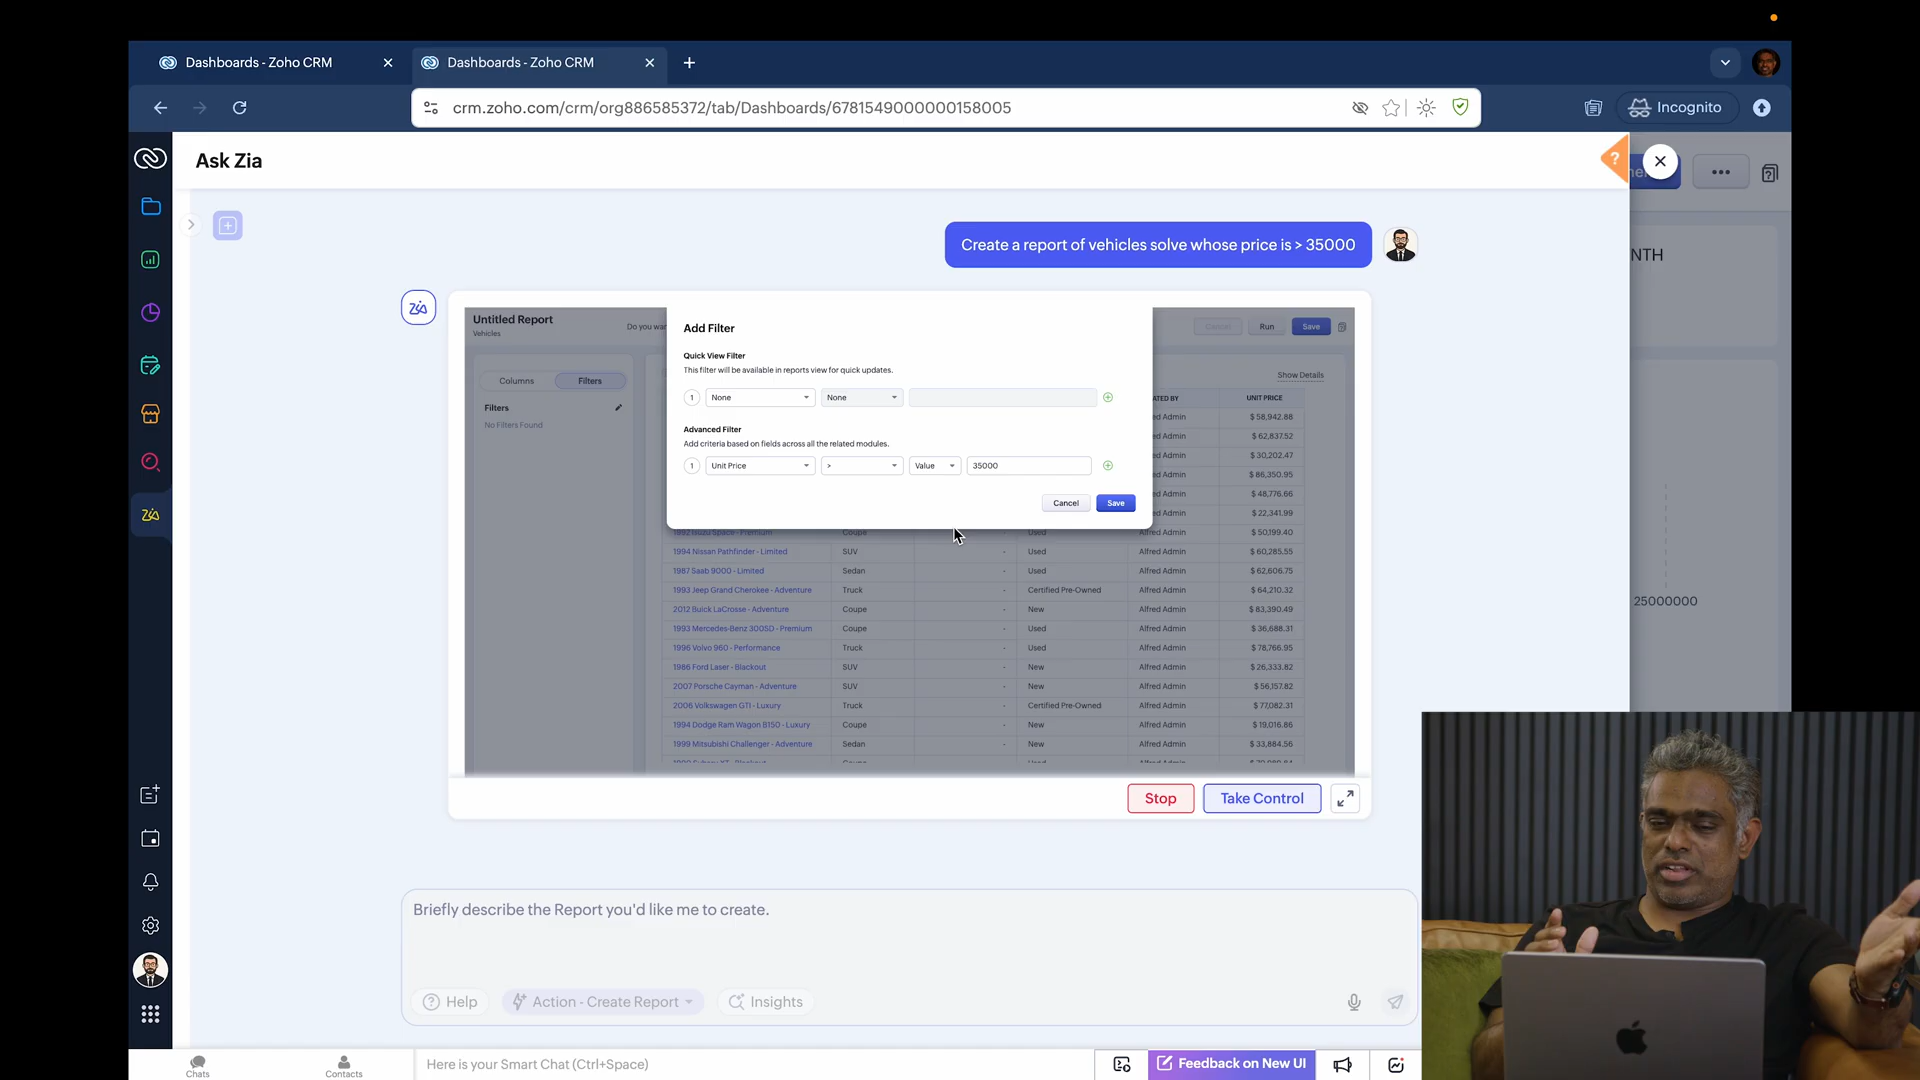 Dashboards - Zoho CRM
Dashboards - Zoho CRM
crm.zoho.com/crm/org886585372/tab/Dashboards/6781549000000158005
Incognito
Ask Zia
?
Create a report of vehicles solve whose price is > 35000
NTH
25000000
Untitled Report
Vehicles
Do you wan
Cancel
Run
Save
Columns
Filters
Filters
No Filters Found
Show Details
Add Filter
Quick View Filter
This filter will be available in reports view for quick updates.
1 None None
Advanced Filter
Add criteria based on fields across all the related modules.
1 Unit Price > Value 35000
Cancel Save
ATED BY UNIT PRICE
ed Admin $ 58,942.88
ed Admin $ 62,837.52
ed Admin $ 30,202.47
ed Admin $ 86,350.95
ed Admin $ 48,776.66
ed Admin $ 22,341.99
1992 Isuzu Space - Premium Coupe - Used Alfred Admin $ 50,199.40
1994 Nissan Pathfinder - Limited SUV - Used Alfred Admin $ 60,285.55
1987 Saab 9000 - Limited Sedan - Used Alfred Admin $ 62,606.75
1993 Jeep Grand Cherokee - Adventure Truck - Certified Pre-Owned Alfred Admin $ 64,210.32
2012 Buick LaCrosse - Adventure Coupe - New Alfred Admin $ 83,390.49
1993 Mercedes-Benz 300SD - Premium Coupe - Used Alfred Admin $ 36,688.31
1996 Volvo 960 - Performance Truck - Used Alfred Admin $ 78,766.95
1986 Ford Laser - Blackout SUV - New Alfred Admin $ 26,333.82
2007 Porsche Cayman - Adventure SUV - New Alfred Admin $ 56,157.82
2006 Volkswagen GTI - Luxury Truck - Certified Pre-Owned Alfred Admin $ 77,082.31
1994 Dodge Ram Wagon B150 - Luxury Coupe - New Alfred Admin $ 19,016.86
1999 Mitsubishi Challenger - Adventure Sedan - New Alfred Admin $ 33,884.56
Stop
Take Control
Briefly describe the Report you'd like me to create.
Help
Action - Create Report
Insights
Chats
Contacts
Here is your Smart Chat (Ctrl+Space)
Feedback on New UI